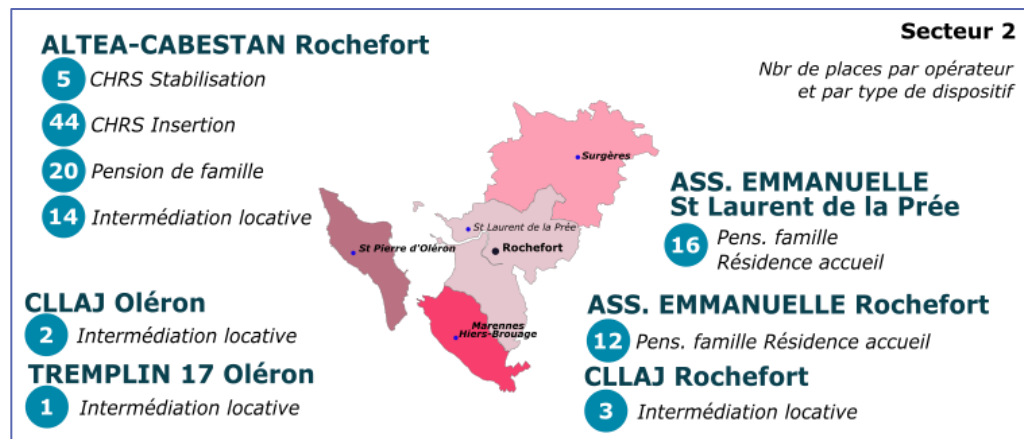 Secteur 2
Nbr de places par opérateur
et par type de dispositif
ALTEA-CABESTAN Rochefort
5 CHRS Stabilisation
44 CHRS Insertion
20 Pension de famille
14 Intermédiation locative
CLLAJ Oléron
2 Intermédiation locative
TREMPLIN 17 Oléron
1 Intermédiation locative
Surgères
St Laurent de la Prée
Rochefort
St Pierre d'Oléron
Marennes
Hiers-Brouage
ASS. EMMANUELLE
St Laurent de la Prée
16 Pens. famille
Résidence accueil
ASS. EMMANUELLE Rochefort
12 Pens. famille Résidence accueil
CLLAJ Rochefort
3 Intermédiation locative